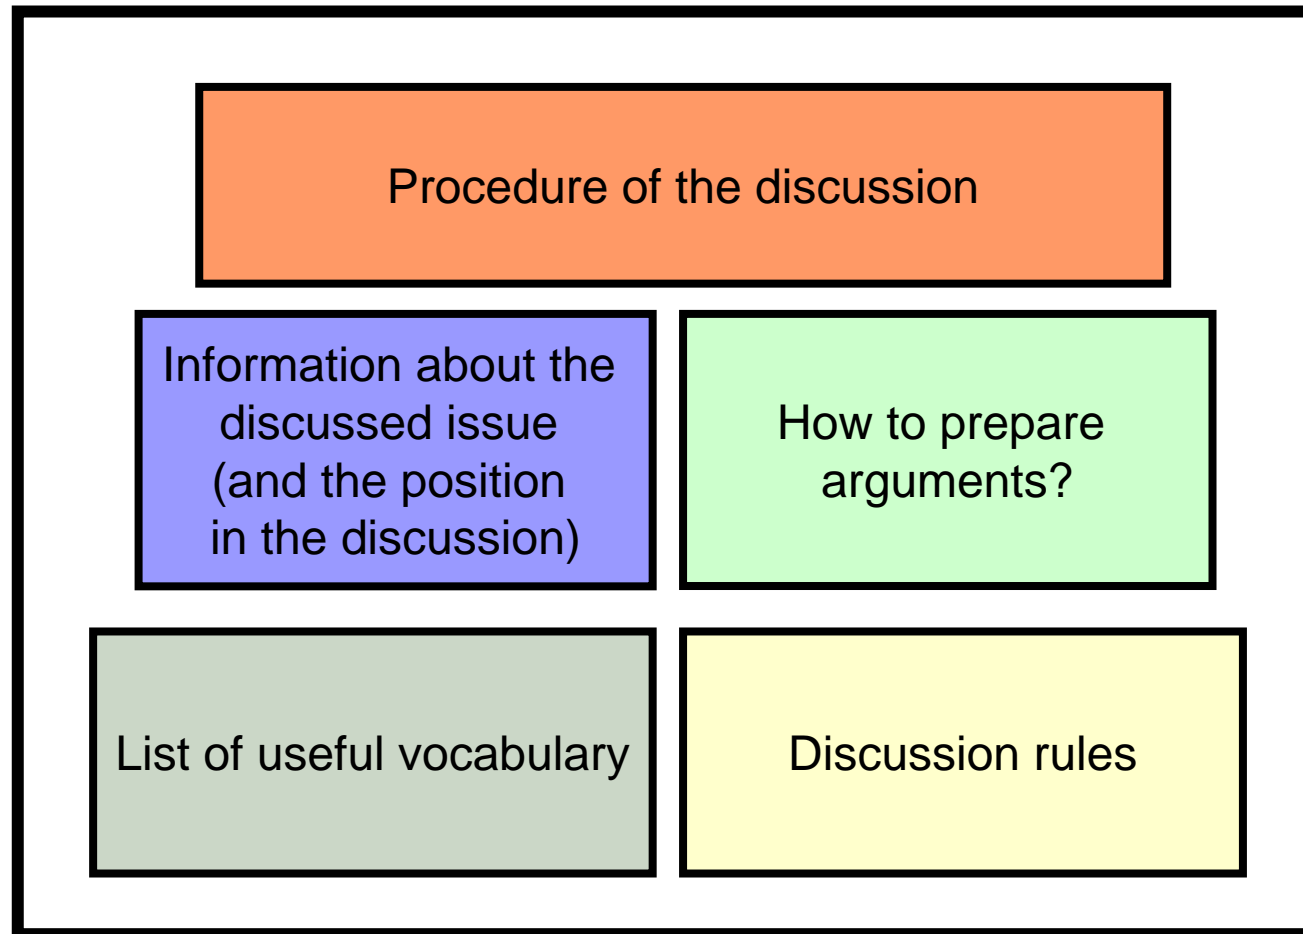 Procedure of the discussion
Information about the
discussed issue
(and the position
in the discussion)
How to prepare
arguments?
List of useful vocabulary
Discussion rules